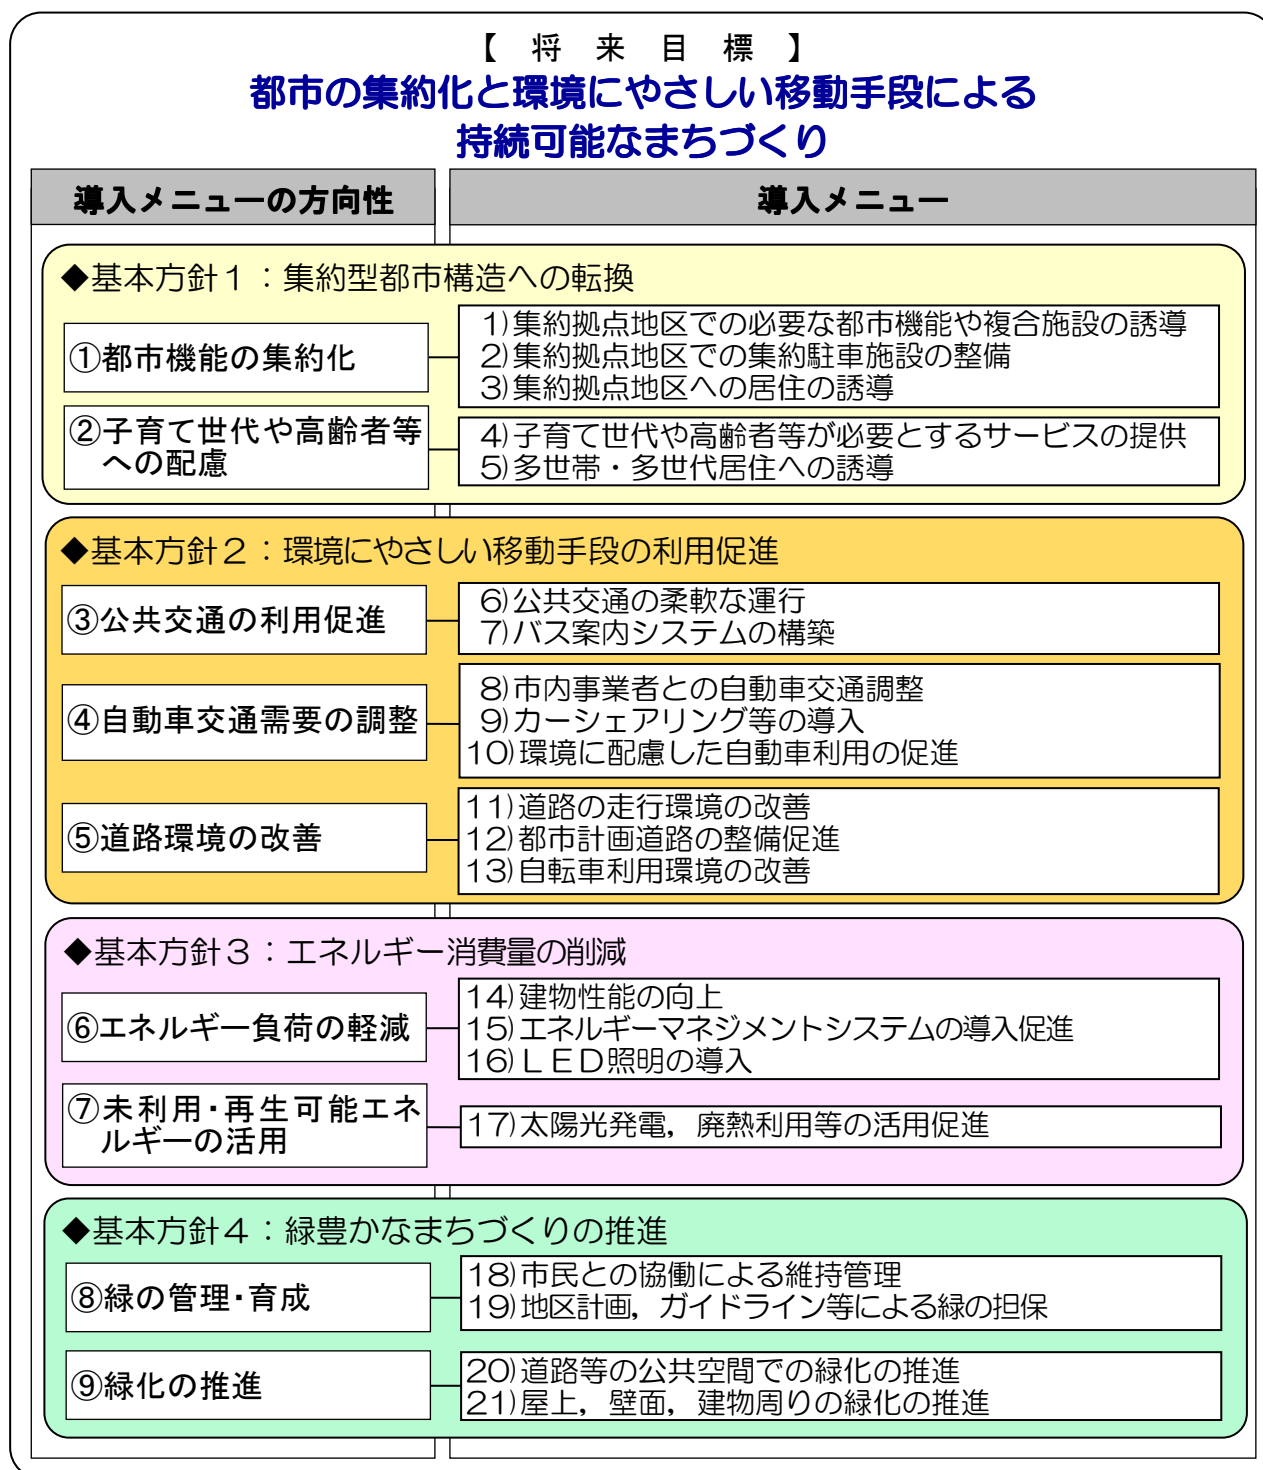 【 将 来 目 標 】
都市の集約化と環境にやさしい移動手段による
持続可能なまちづくり
導入メニューの方向性
導入メニュー
◆基本方針１：集約型都市構造への転換
①都市機能の集約化
1)集約拠点地区での必要な都市機能や複合施設の誘導
2)集約拠点地区での集約駐車施設の整備
3)集約拠点地区への居住の誘導
②子育て世代や高齢者等
への配慮
4)子育て世代や高齢者等が必要とするサービスの提供
5)多世帯・多世代居住への誘導
◆基本方針２：環境にやさしい移動手段の利用促進
③公共交通の利用促進
6)公共交通の柔軟な運行
7)バス案内システムの構築
④自動車交通需要の調整
8)市内事業者との自動車交通調整
9)カーシェアリング等の導入
10)環境に配慮した自動車利用の促進
⑤道路環境の改善
11)道路の走行環境の改善
12)都市計画道路の整備促進
13)自転車利用環境の改善
◆基本方針３：エネルギー消費量の削減
⑥エネルギー負荷の軽減
14)建物性能の向上
15)エネルギーマネジメントシステムの導入促進
16)ＬＥＤ照明の導入
⑦未利用・再生可能エネ
ルギーの活用
17)太陽光発電，廃熱利用等の活用促進
◆基本方針４：緑豊かなまちづくりの推進
⑧緑の管理・育成
18)市民との協働による維持管理
19)地区計画，ガイドライン等による緑の担保
⑨緑化の推進
20)道路等の公共空間での緑化の推進
21)屋上，壁面，建物周りの緑化の推進